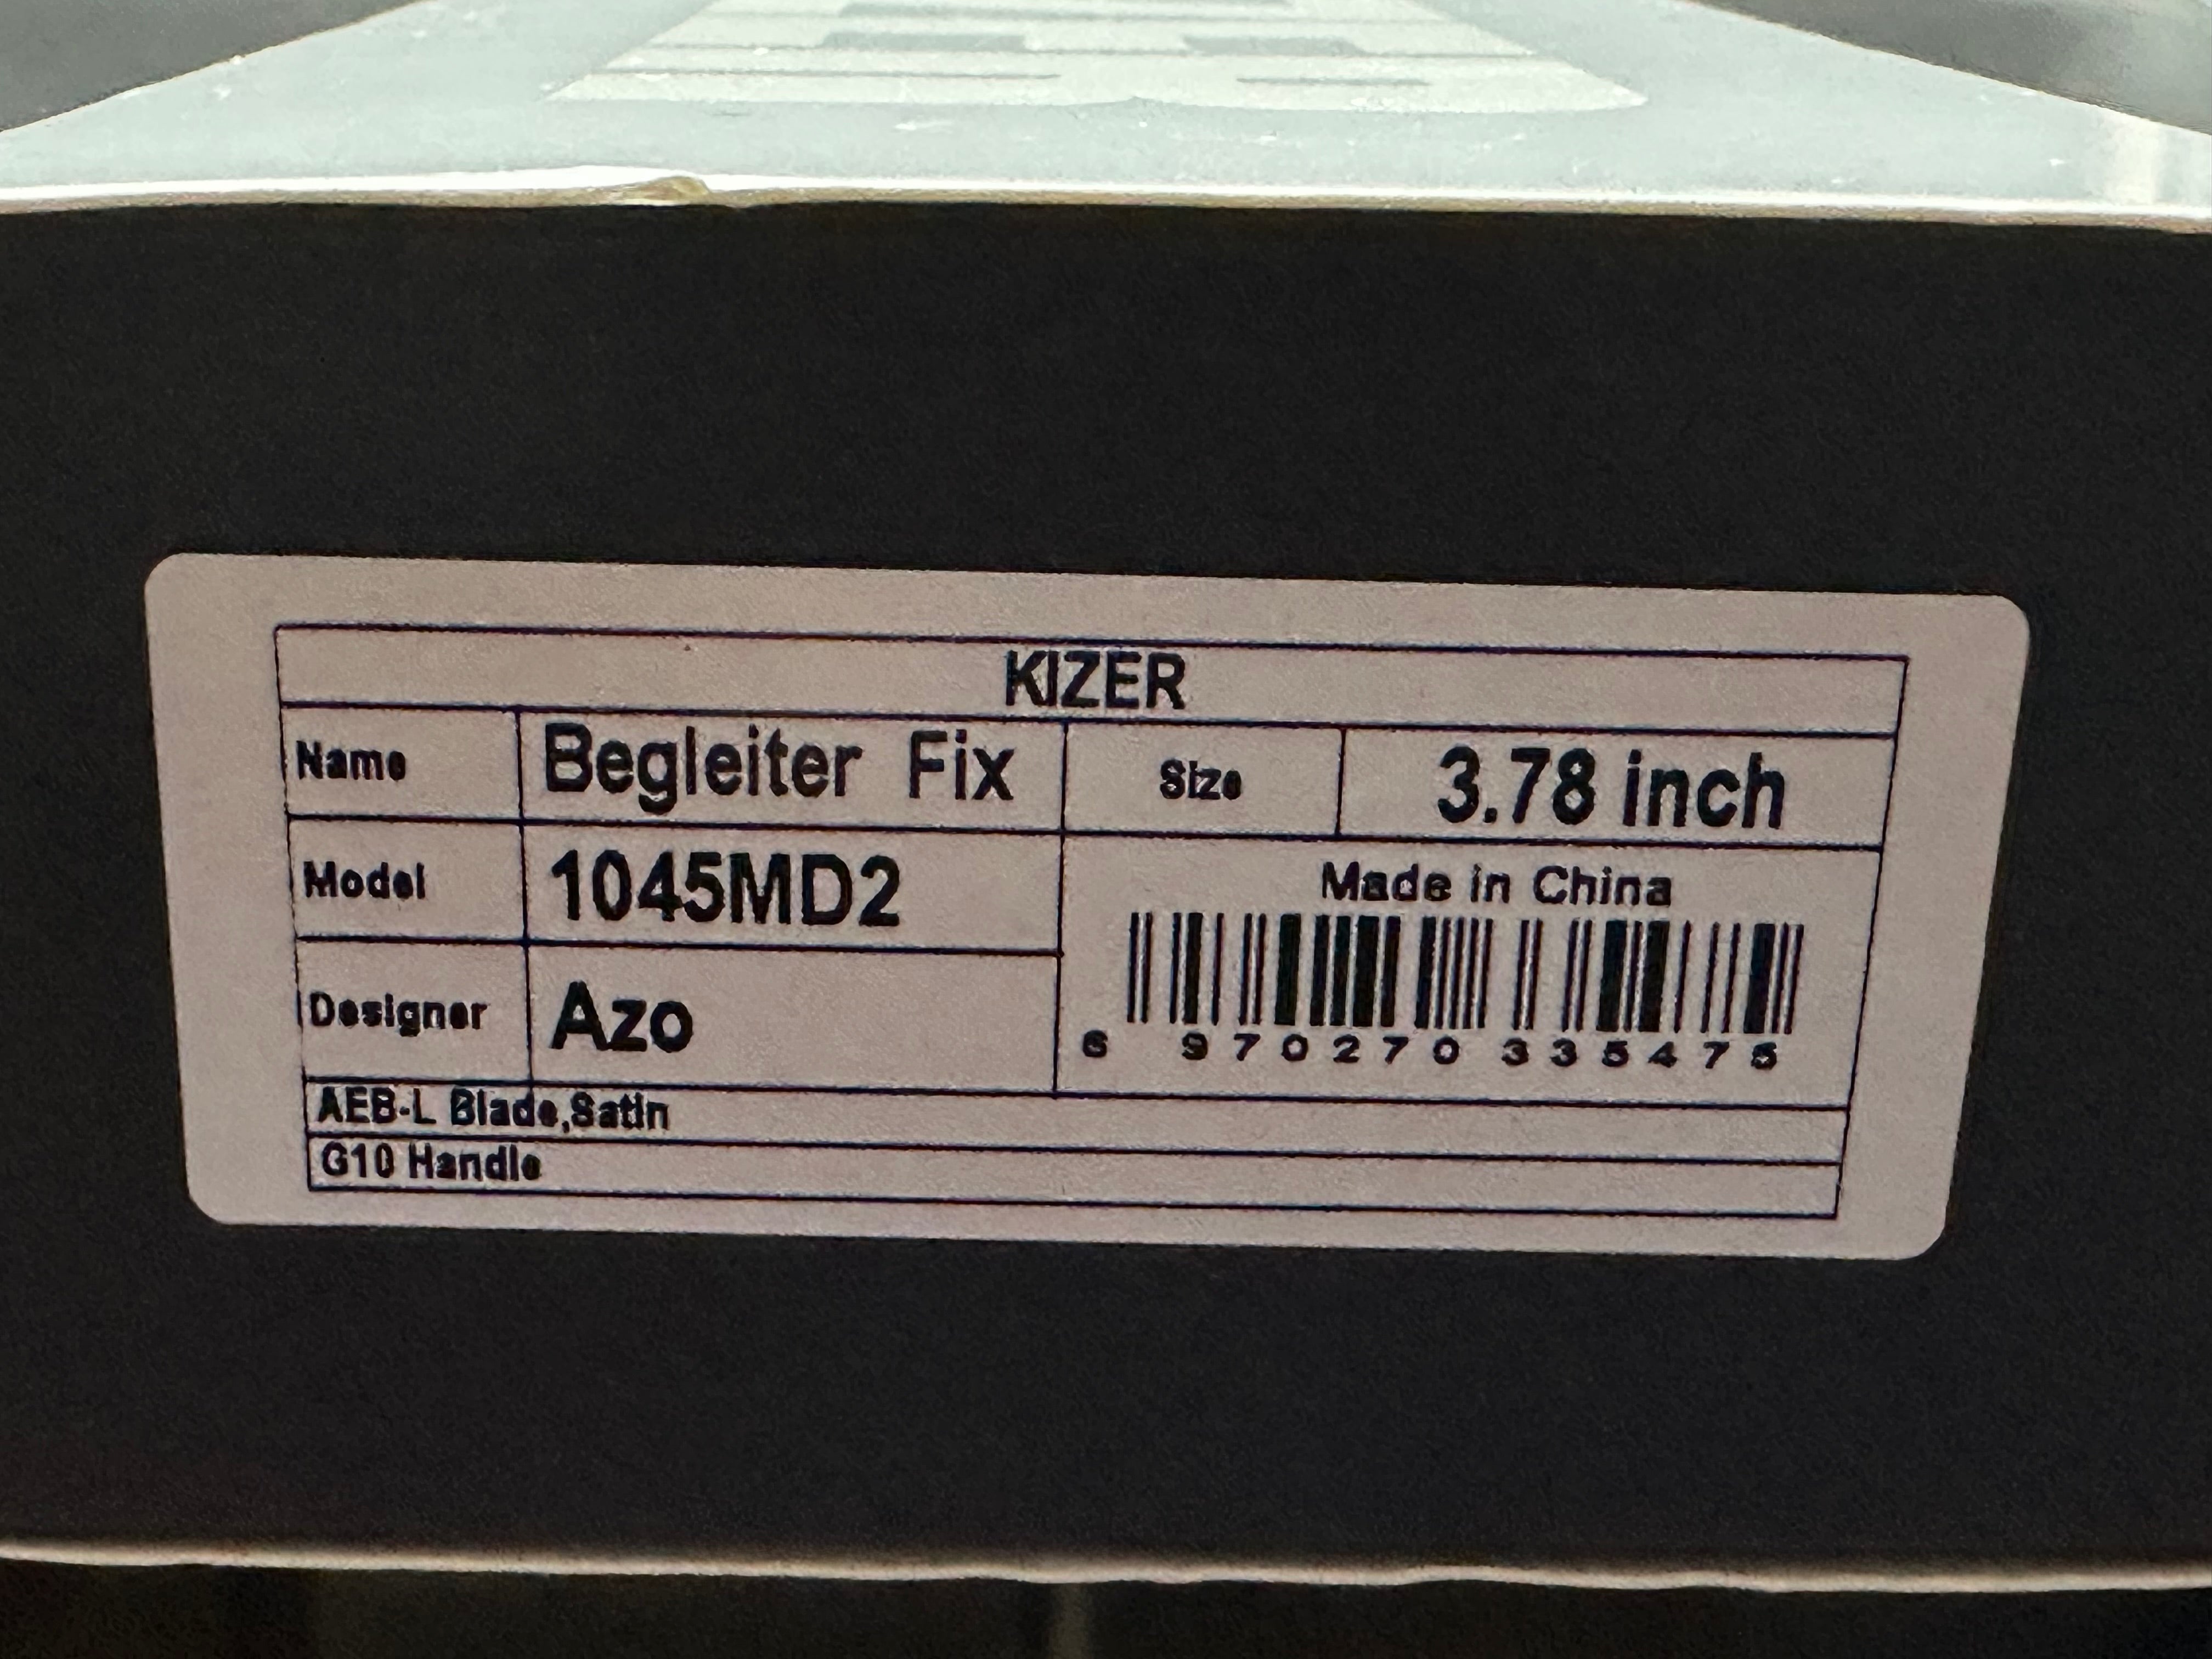 KIZER
Name Begleiter Fix Size 3.78 inch
Model 1045MD2
Made in China
Designer Azo
6 970270 335475
AEB-L Blade,Satin
G10 Handle